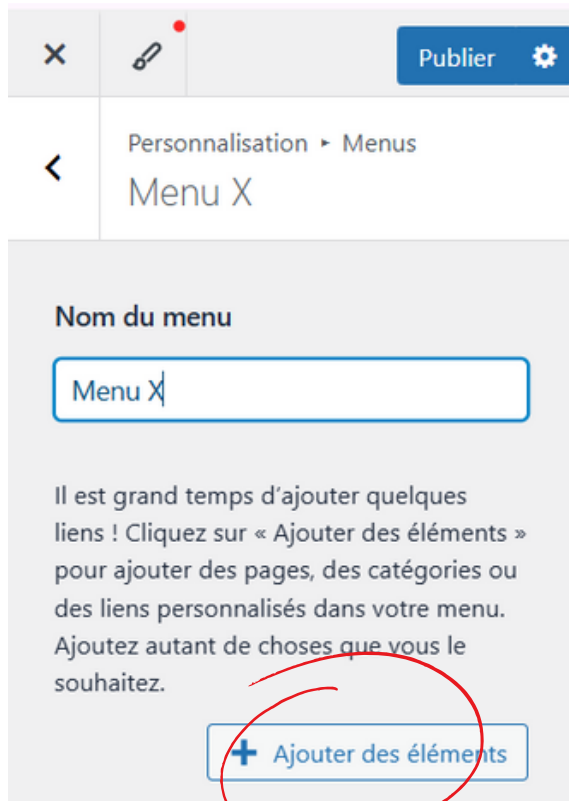 Publier
Personnalisation ▸ Menus
Menu X
Nom du menu
Menu X
Il est grand temps d’ajouter quelques
liens ! Cliquez sur « Ajouter des éléments »
pour ajouter des pages, des catégories ou
des liens personnalisés dans votre menu.
Ajoutez autant de choses que vous le
souhaitez.
Ajouter des éléments